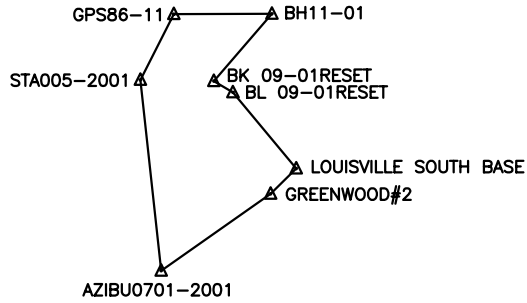 GPS86-11
BH11-01
STA005-2001
BK 09-01RESET
BL 09-01RESET
LOUISVILLE SOUTH BASE
GREENWOOD#2
AZIBU0701-2001